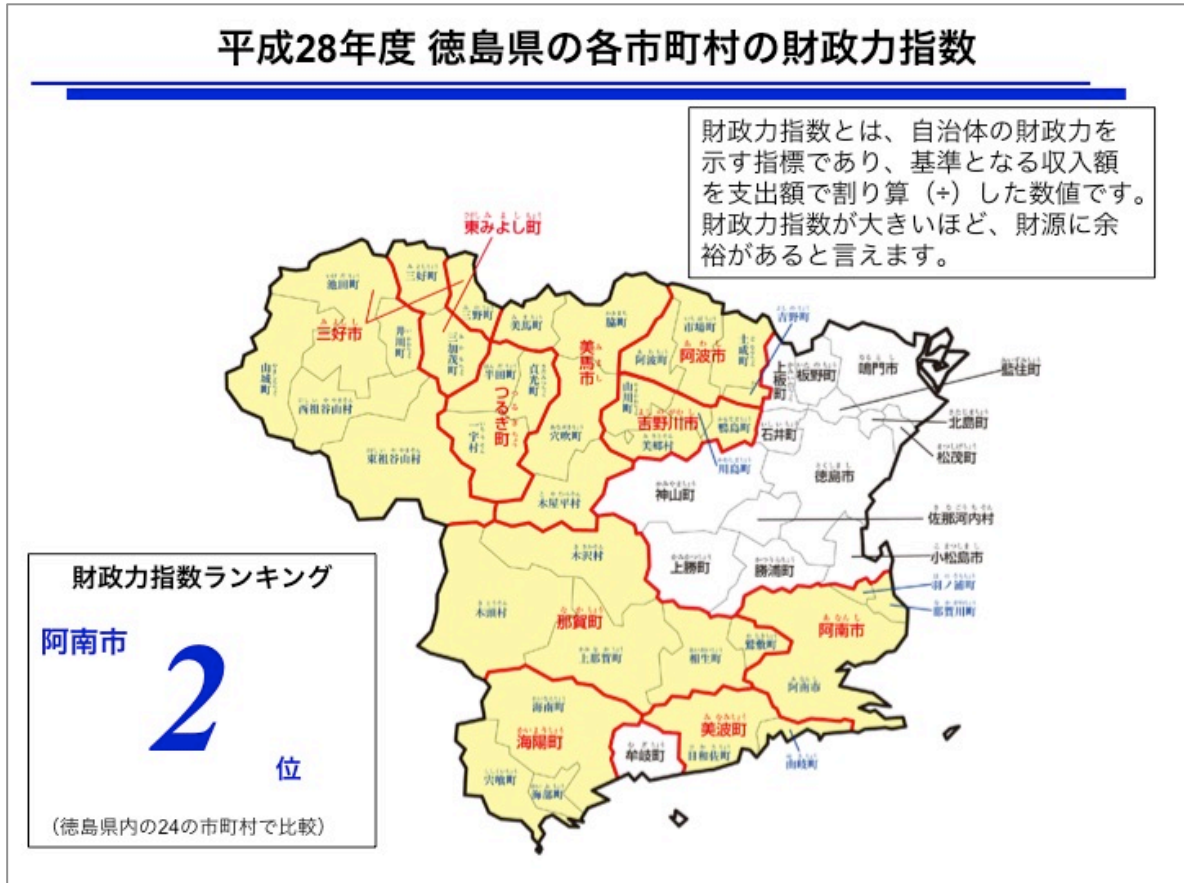 平成28年度 徳島県の各市町村の財政力指数
財政力指数とは、自治体の財政力を
示す指標であり、基準となる収入額
を支出額で割り算（÷）した数値です。
財政力指数が大きいほど、財源に余
裕があると言えます。
東みよし町
池田町
三好町
三野町
三好市
井川町
三加茂町
山城町
西祖谷山村
東祖谷山村
半田町
貞光町
つるぎ町
一宇村
美馬町
脇町
美馬市
穴吹町
木屋平村
市場町
阿波町
阿波市
土成町
吉野町
山川町
吉野川市
鴨島町
美郷村
川島町
上板町
板野町
鳴門市
藍住町
北島町
松茂町
石井町
徳島市
神山町
佐那河内村
小松島市
上勝町
勝浦町
羽ノ浦町
那賀川町
木沢村
木頭村
那賀町
上那賀町
相生町
鷲敷町
阿南市
阿南市
海南町
海陽町
宍喰町
海部町
牟岐町
美波町
日和佐町
由岐町
財政力指数ランキング
阿南市
2
位
（徳島県内の24の市町村で比較）